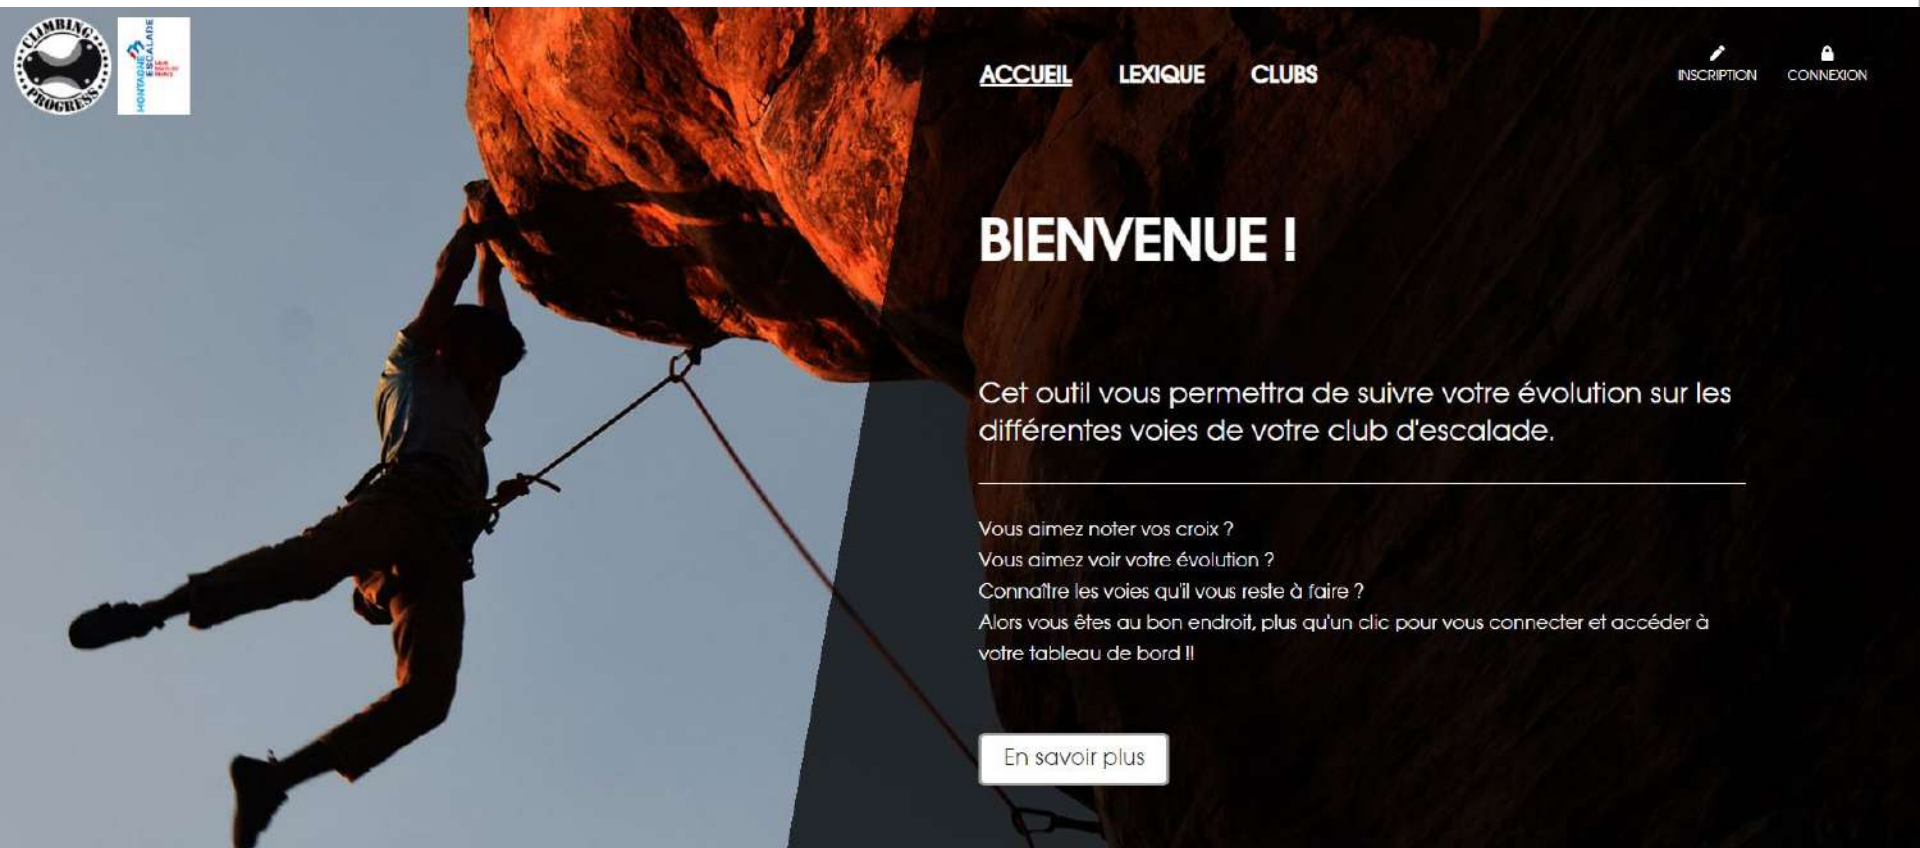 CLIMBING
PROGRESS
MONTAGNE
ESCALADE
ACCUEIL
LEXIQUE
CLUBS
INSCRIPTION
CONNEXION
BIENVENUE !
Cet outil vous permettra de suivre votre évolution sur les
différentes voies de votre club d'escalade.
Vous aimez noter vos croix ?
Vous aimez voir votre évolution ?
Connaître les voies qu'il vous reste à faire ?
Alors vous êtes au bon endroit, plus qu'un clic pour vous connecter et accéder à
votre tableau de bord !!
En savoir plus